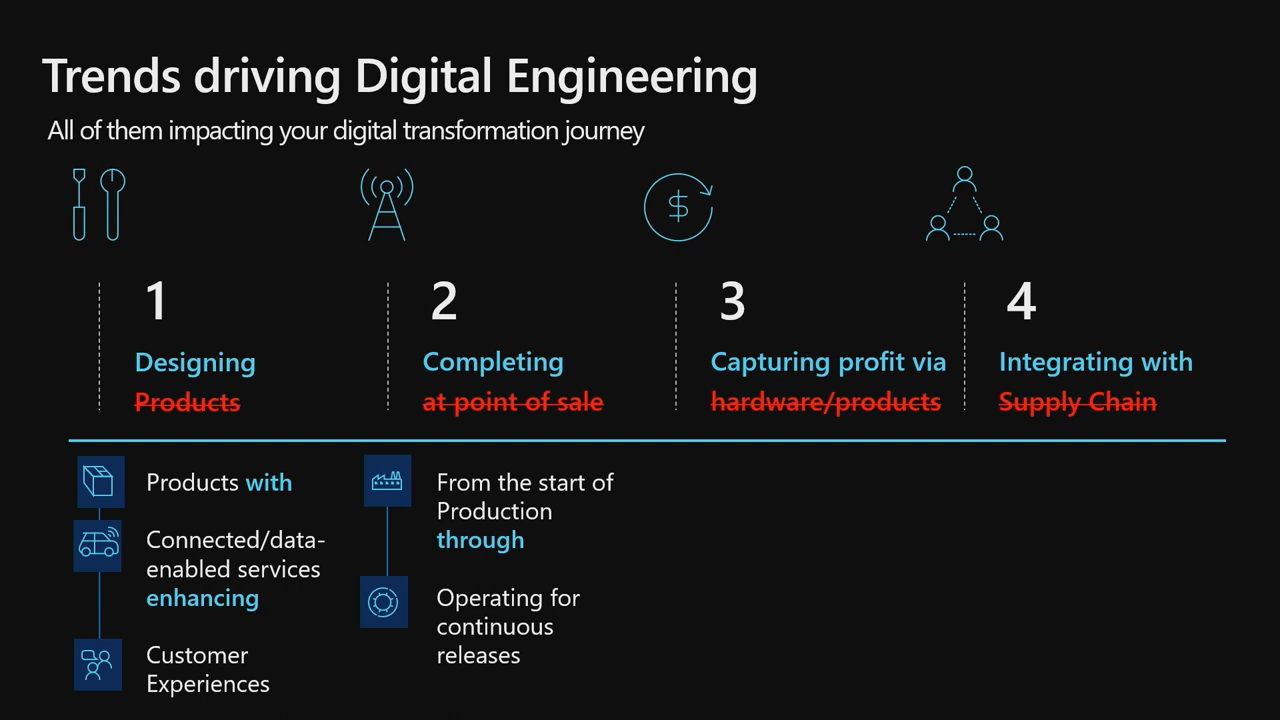 Trends driving Digital Engineering
All of them impacting your digital transformation journey
1
Designing
Products
2
Completing
at point of sale
3
Capturing profit via
hardware/products
4
Integrating with
Supply Chain
Products with
Connected/data-
enabled services
enhancing
Customer
Experiences
From the start of
Production
through
Operating for
continuous
releases